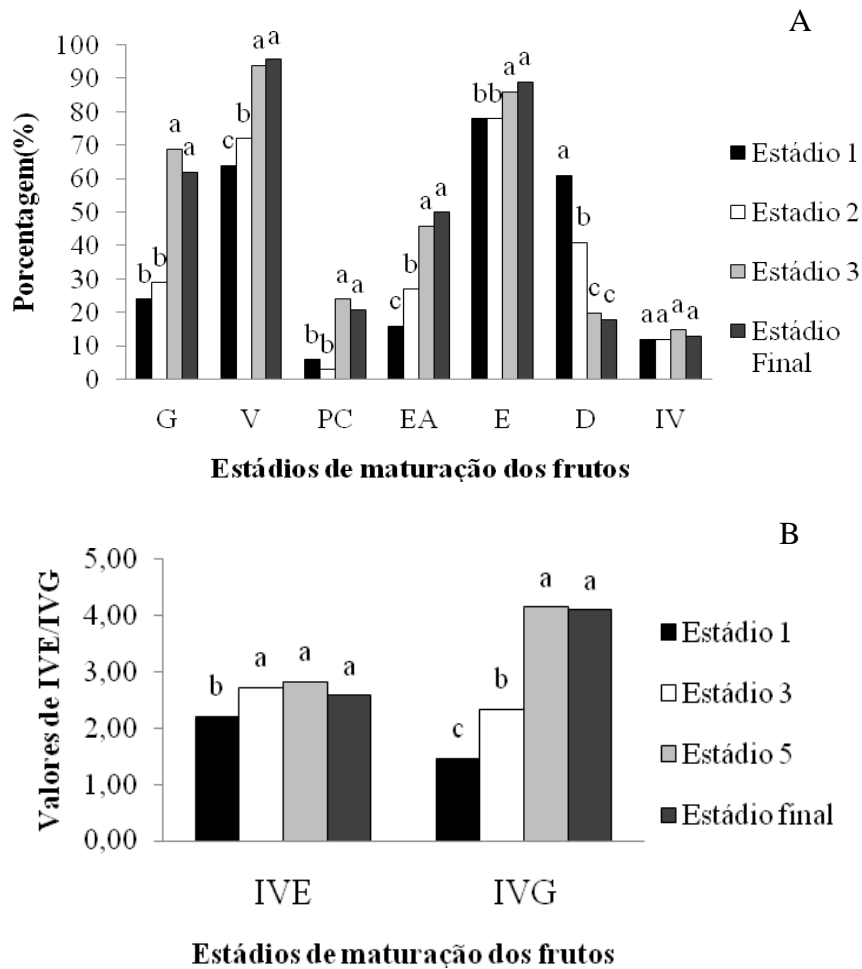 A
100
90
80
70
60
50
40
30
20
10
0
Porcentagem(%)
b b a a
c b a a
b b a a
c b a a
bb a a
a b c c
aa a a
G V PC EA E D IV
Estádios de maturação dos frutos
Estádio 1
Estadio 2
Estádio 3
Estádio
Final
B
5,00
4,00
3,00
2,00
1,00
0,00
Valores de IVE/IVG
b a a a
c b a a
IVE IVG
Estádios de maturação dos frutos
Estádio 1
Estádio 3
Estádio 5
Estádio final